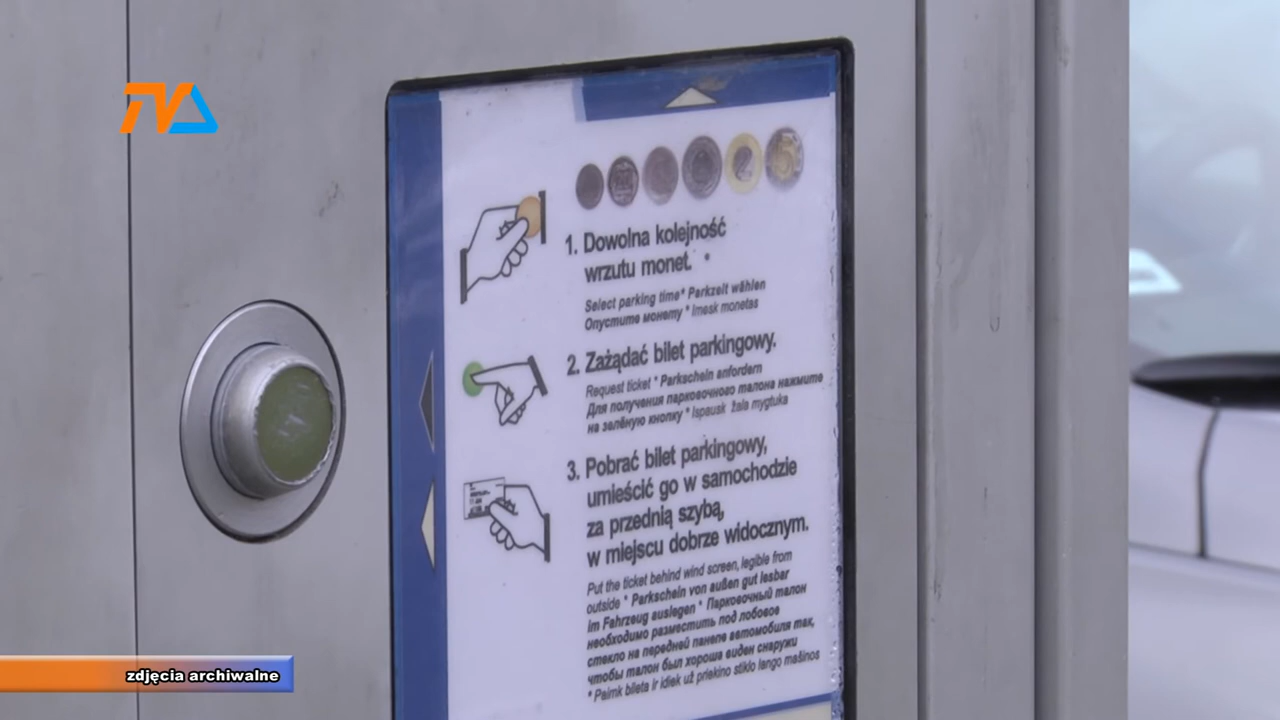 TVA
1. Dowolna kolejność
wrzutu monet.
Select parking time * Parkzeit wählen
Опустите монету * Imesk monetas
2. Zażądać bilet parkingowy.
Request ticket * Parkschein anfordern
Для получения парковочного талона нажмите
на зелёную кнопку * Ispausk žalia mygtuka
3. Pobrać bilet parkingowy,
umieścić go w samochodzie
za przednią szybą,
w miejscu dobrze widocznym.
Put the ticket behind wind screen, legible from
outside * Parkschein von außen gut lesbar
im Fahrzeug auslegen * Парковочный талон
необходимо разместить под лобовое
стекло на передней панеле автомобиля так,
чтобы талон был хорошо виден снаружи
* Paimk bileta ir idiek už priekino stiklo lango mašinos
zdjęcia archiwalne